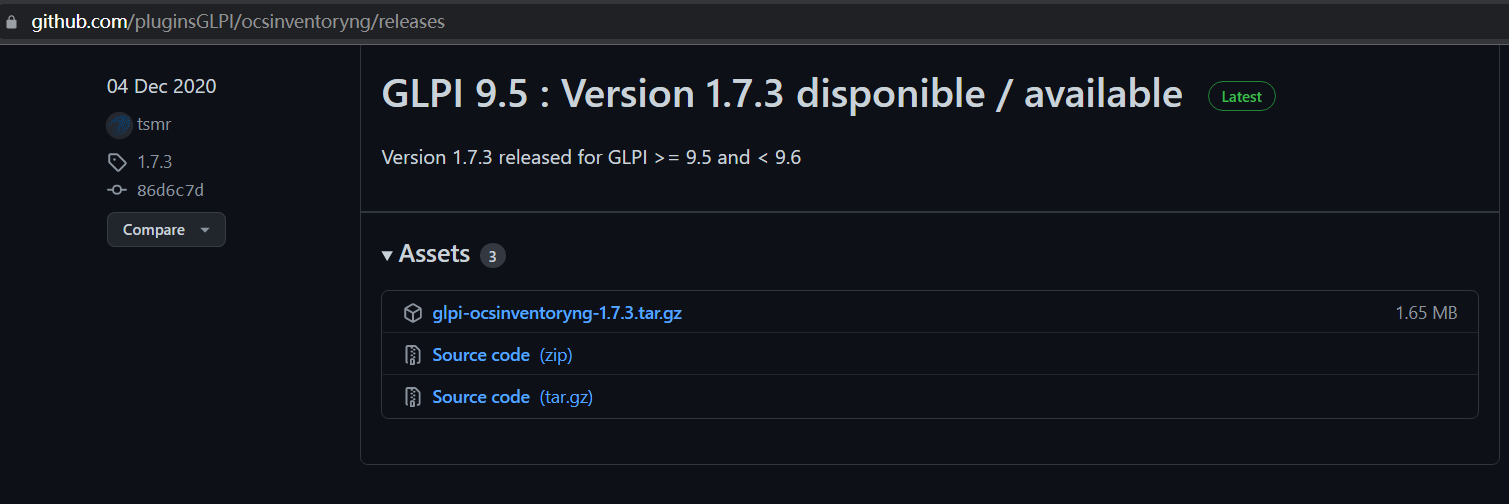 github.com/pluginsGLPI/ocsinventoryng/releases
04 Dec 2020
tsmr
1.7.3
86d6c7d
Compare
GLPI 9.5 : Version 1.7.3 disponible / available Latest
Version 1.7.3 released for GLPI >= 9.5 and < 9.6
Assets 3
glpi-ocsinventoryng-1.7.3.tar.gz 1.65 MB
Source code (zip)
Source code (tar.gz)